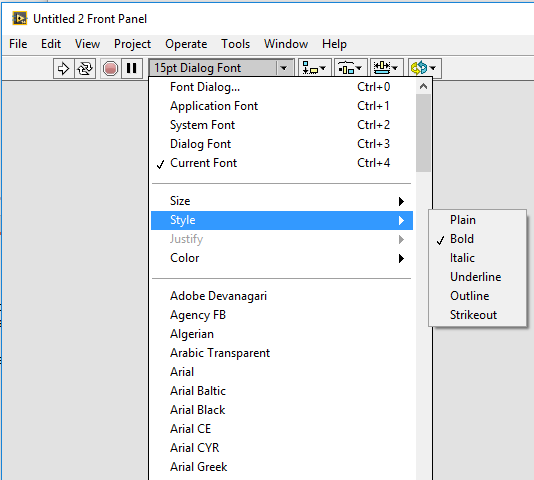 Untitled 2 Front Panel
File Edit View Project Operate Tools Window Help
15pt Dialog Font
Font Dialog... Ctrl+0
Application Font Ctrl+1
System Font Ctrl+2
Dialog Font Ctrl+3
Current Font Ctrl+4
Size
Style
Justify
Color
Plain
Bold
Italic
Underline
Outline
Strikeout
Adobe Devanagari
Agency FB
Algerian
Arabic Transparent
Arial
Arial Baltic
Arial Black
Arial CE
Arial CYR
Arial Greek